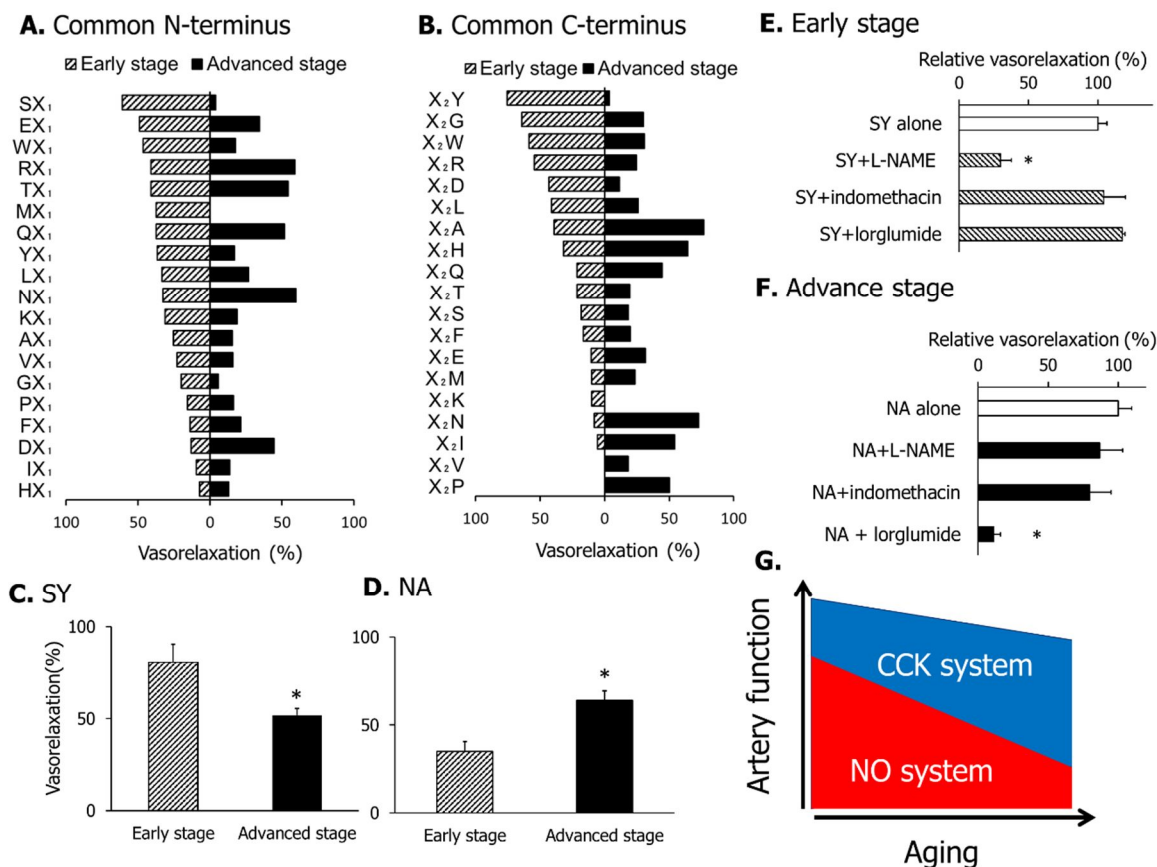 A. Common N-terminus
Early stage Advanced stage
SX₁
EX₁
WX₁
RX₁
TX₁
MX₁
QX₁
YX₁
LX₁
NX₁
KX₁
AX₁
VX₁
GX₁
PX₁
FX₁
DX₁
IX₁
HX₁
100 50 0 50 100
Vasorelaxation (%)
B. Common C-terminus
Early stage Advanced stage
X₂Y
X₂G
X₂W
X₂R
X₂D
X₂L
X₂A
X₂H
X₂Q
X₂T
X₂S
X₂F
X₂E
X₂M
X₂K
X₂N
X₂I
X₂V
X₂P
100 50 0 50 100
Vasorelaxation (%)
C. SY
Vasorelaxation(%)
100
50
0
*
Early stage Advanced stage
D. NA
100
50
0
*
Early stage Advanced stage
E. Early stage
Relative vasorelaxation (%)
0 100
SY alone
SY+L-NAME *
SY+indomethacin
SY+lorglumide
F. Advance stage
Relative vasorelaxation (%)
0 50 100
NA alone
NA+L-NAME
NA+indomethacin
NA + lorglumide *
G.
Artery function
CCK system
NO system
Aging